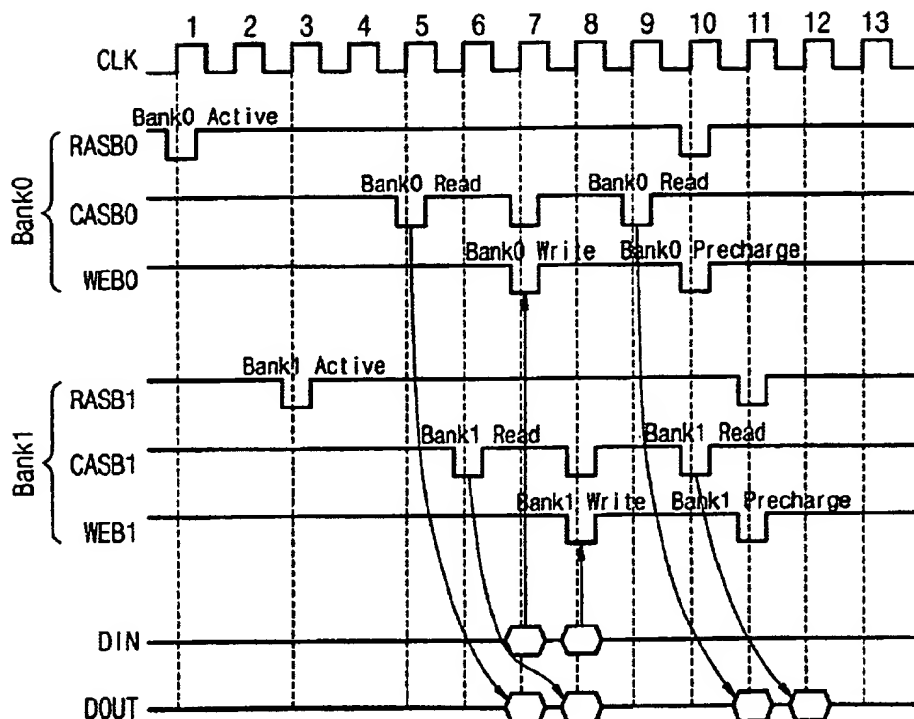 1 2 3 4 5 6 7 8 9 10 11 12 13
CLK
Bank0 Active
RASB0
Bank0 Read Bank0 Read
CASB0
Bank0
Bank0 Write Bank0 Precharge
WEB0
Bank1 Active
RASB1
Bank1 Read Bank1 Read
CASB1
Bank1
Bank1 Write Bank1 Precharge
WEB1
DIN
DOUT